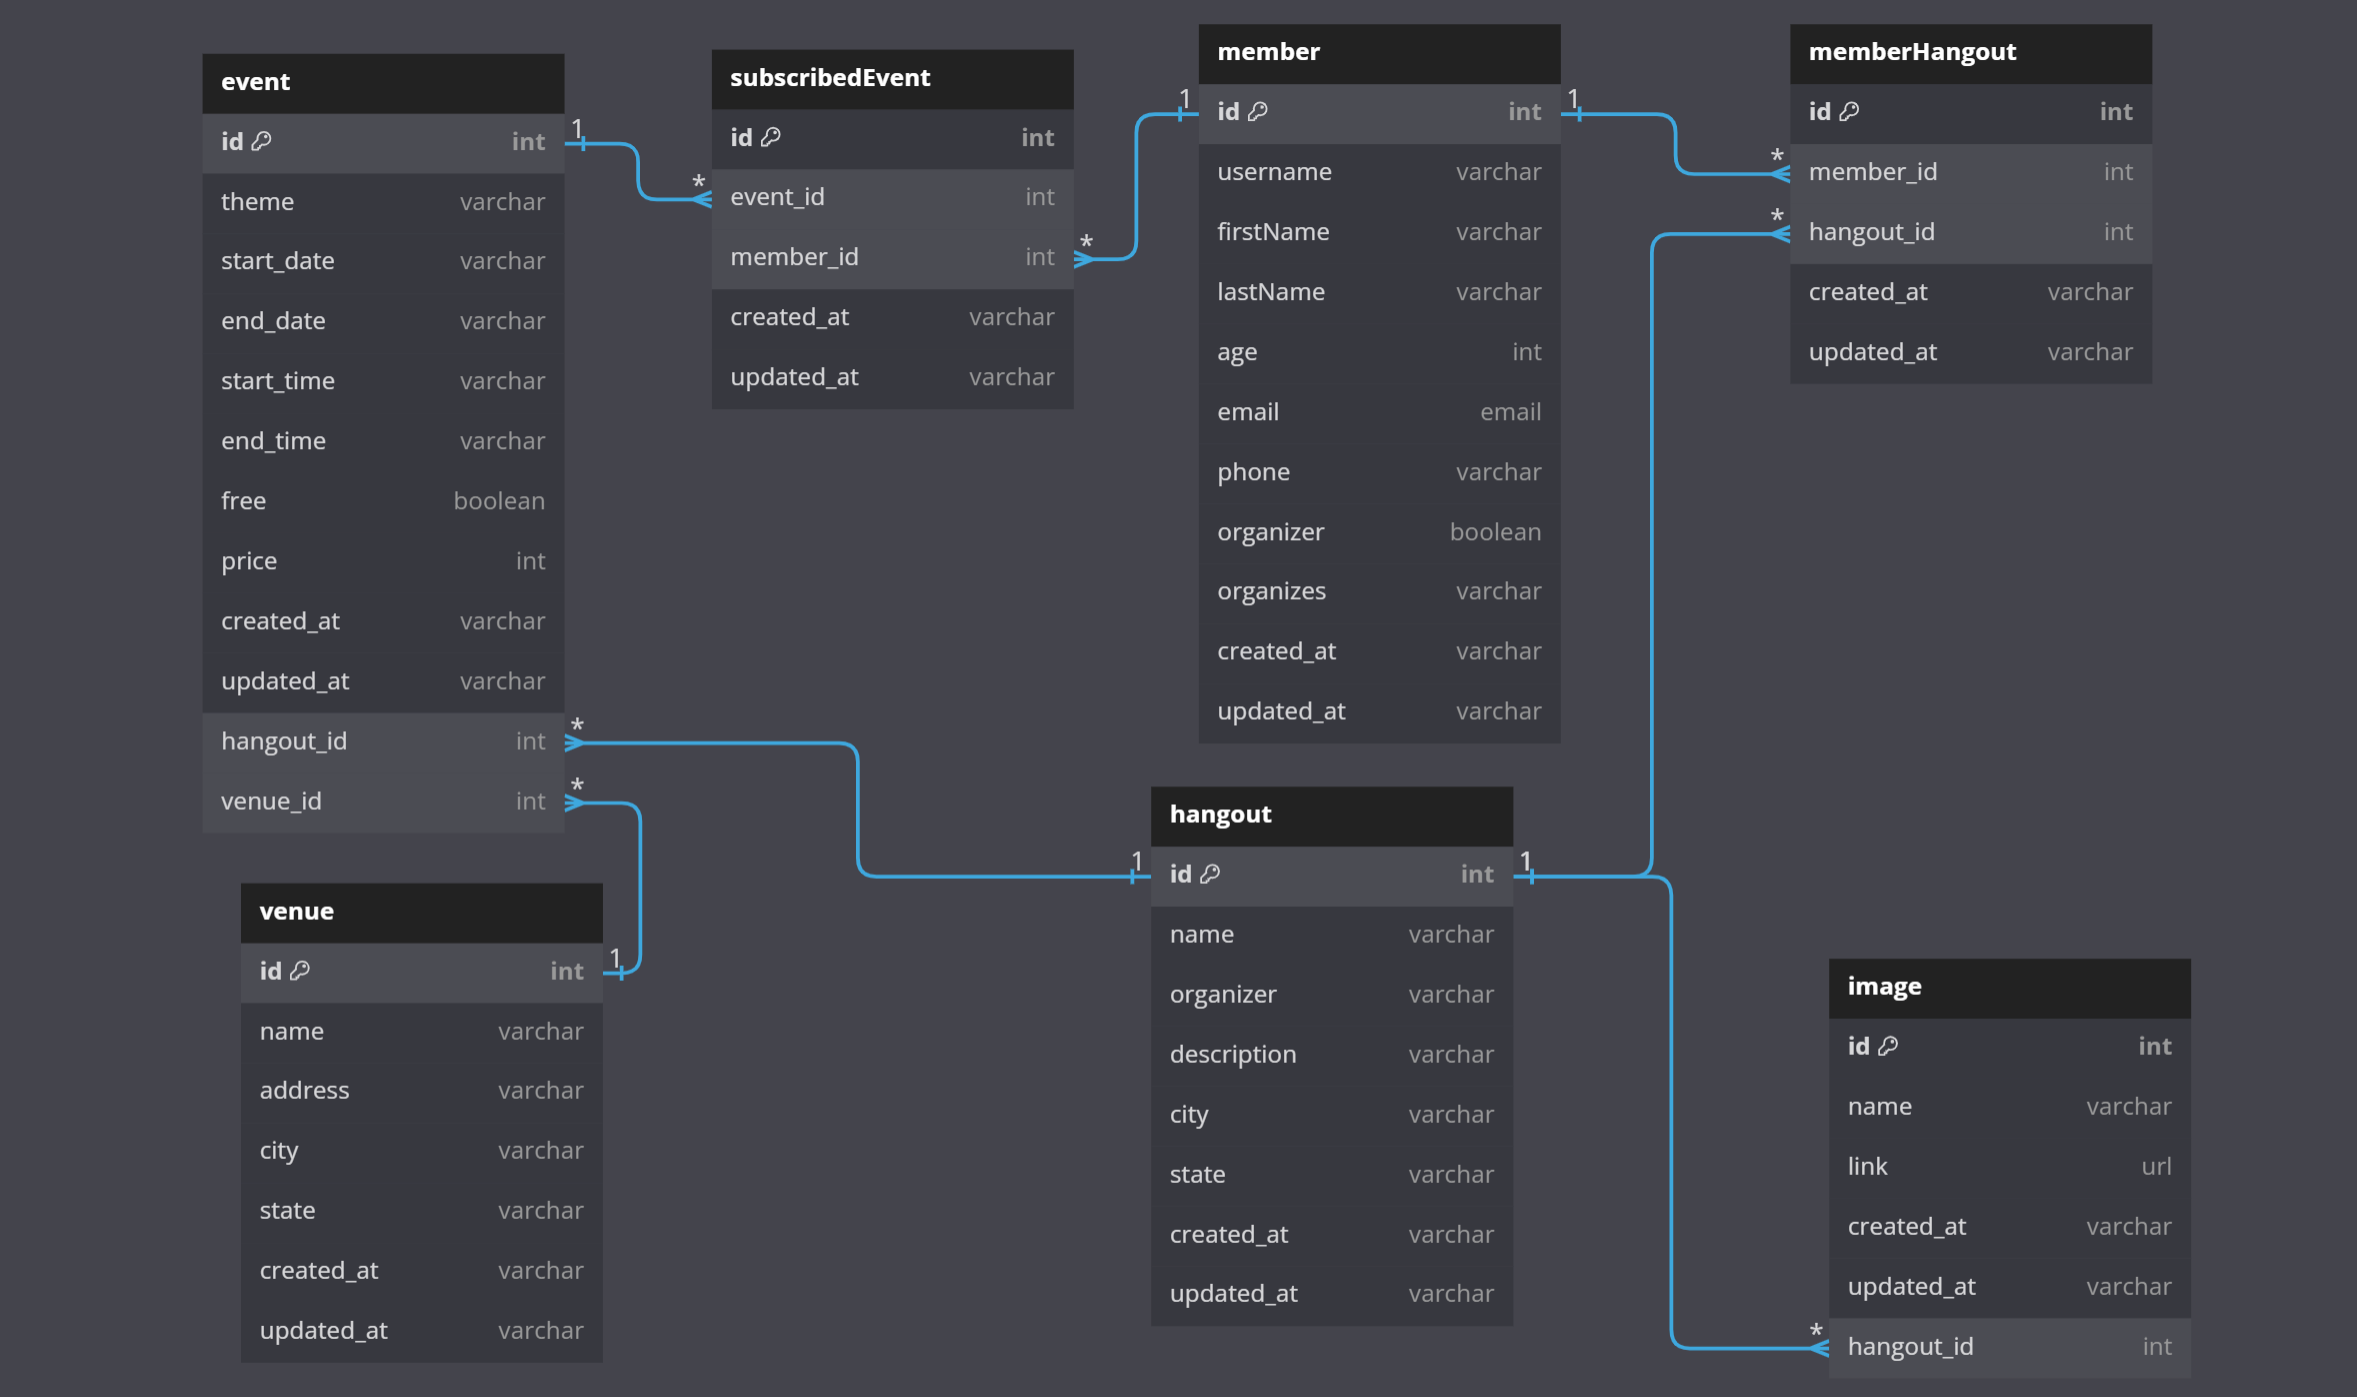 event
id int
theme varchar
start_date varchar
end_date varchar
start_time varchar
end_time varchar
free boolean
price int
created_at varchar
updated_at varchar
hangout_id int
venue_id int
1
*
*
subscribedEvent
id int
event_id int
member_id int
created_at varchar
updated_at varchar
*
*
member
id int
username varchar
firstName varchar
lastName varchar
age int
email email
phone varchar
organizer boolean
organizes varchar
created_at varchar
updated_at varchar
1
1
memberHangout
id int
member_id int
hangout_id int
created_at varchar
updated_at varchar
*
*
venue
id int
name varchar
address varchar
city varchar
state varchar
created_at varchar
updated_at varchar
1
hangout
id int
name varchar
organizer varchar
description varchar
city varchar
state varchar
created_at varchar
updated_at varchar
1
1
image
id int
name varchar
link url
created_at varchar
updated_at varchar
hangout_id int
*